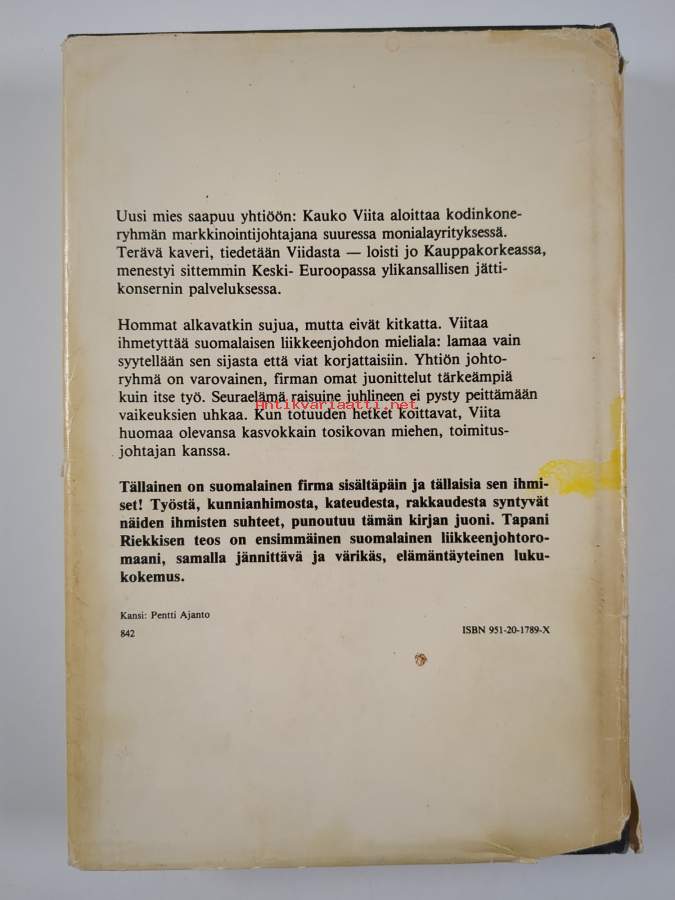 Uusi mies saapuu yhtiöön: Kauko Viita aloittaa kodinkone-
ryhmän markkinointijohtajana suuressa monialayrityksessä.
Terävä kaveri, tiedetään Viidasta — loisti jo Kauppakorkeassa,
menestyi sittemmin Keski- Euroopassa ylikansallisen jätti-
konsernin palveluksessa.
Hommat alkavatkin sujua, mutta eivät kitkatta. Viitaa
ihmetyttää suomalaisen liikkeenjohdon mieliala: lamaa vain
syytellään sen sijasta että viat korjattaisiin. Yhtiön johto-
ryhmä on varovainen, firman omat juonittelut tärkeämpiä
kuin itse työ. Seuraelämä raisuine juhlineen ei pysty peittämään
Antikvariaatti.net
vaikeuksien uhkaa. Kun totuuden hetket koittavat, Viita
huomaa olevansa kasvokkain tosikovan miehen, toimitus-
johtajan kanssa.
Tällainen on suomalainen firma sisältäpäin ja tällaisia sen ihmi-
set! Työstä, kunnianhimosta, kateudesta, rakkaudesta syntyvät
näiden ihmisten suhteet, punoutuu tämän kirjan juoni. Tapani
Riekkisen teos on ensimmäinen suomalainen liikkeenjohtoro-
maani, samalla jännittävä ja värikäs, elämäntäyteinen luku-
kokemus.
Kansi: Pentti Ajanto
842 ISBN 951-20-1789-X